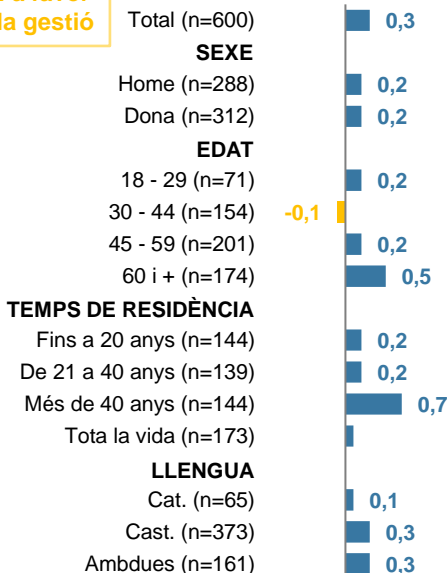 la gestió
Total (n=600) 0,3
SEXE
Home (n=288) 0,2
Dona (n=312) 0,2
EDAT
18 - 29 (n=71) 0,2
30 - 44 (n=154) -0,1
45 - 59 (n=201) 0,2
60 i + (n=174) 0,5
TEMPS DE RESIDÈNCIA
Fins a 20 anys (n=144) 0,2
De 21 a 40 anys (n=139) 0,2
Més de 40 anys (n=144) 0,7
Tota la vida (n=173)
LLENGUA
Cat. (n=65) 0,1
Cast. (n=373) 0,3
Ambdues (n=161) 0,3